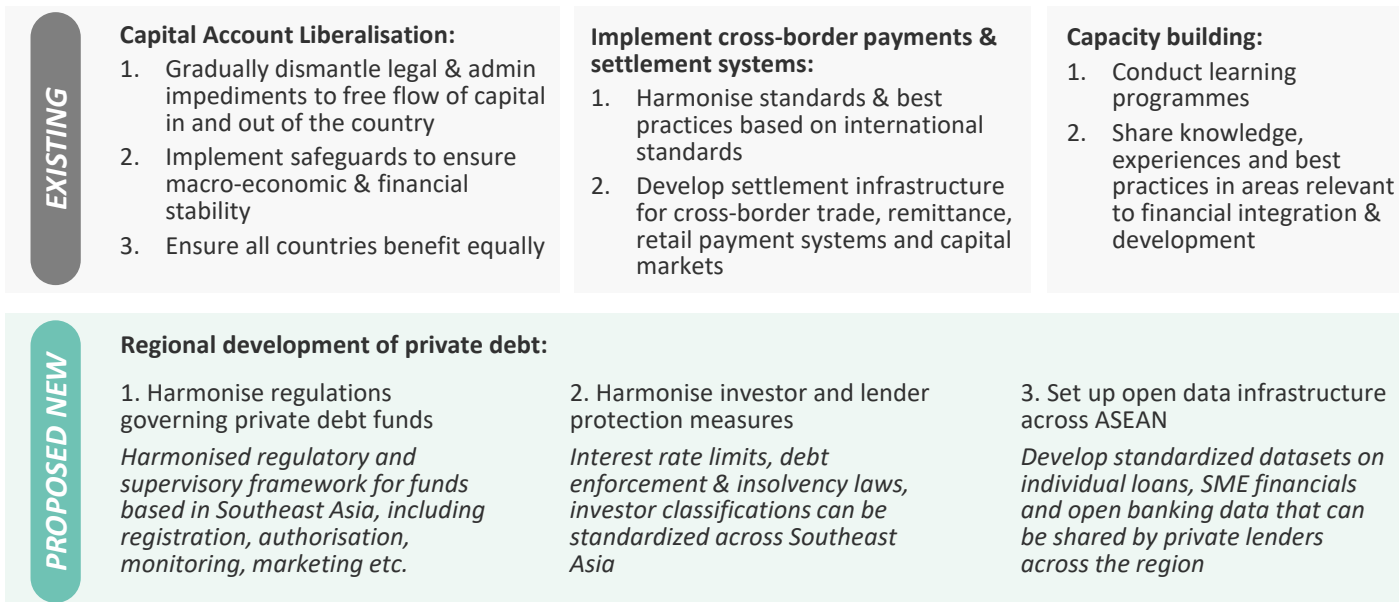 EXISTING
Capital Account Liberalisation:
1. Gradually dismantle legal & admin
impediments to free flow of capital
in and out of the country
2. Implement safeguards to ensure
macro-economic & financial
stability
3. Ensure all countries benefit equally
Implement cross-border payments &
settlement systems:
1. Harmonise standards & best
practices based on international
standards
2. Develop settlement infrastructure
for cross-border trade, remittance,
retail payment systems and capital
markets
Capacity building:
1. Conduct learning
programmes
2. Share knowledge,
experiences and best
practices in areas relevant
to financial integration &
development
PROPOSED NEW
Regional development of private debt:
1. Harmonise regulations
governing private debt funds
Harmonised regulatory and
supervisory framework for funds
based in Southeast Asia, including
registration, authorisation,
monitoring, marketing etc.
2. Harmonise investor and lender
protection measures
Interest rate limits, debt
enforcement & insolvency laws,
investor classifications can be
standardized across Southeast
Asia
3. Set up open data infrastructure
across ASEAN
Develop standardized datasets on
individual loans, SME financials
and open banking data that can
be shared by private lenders
across the region